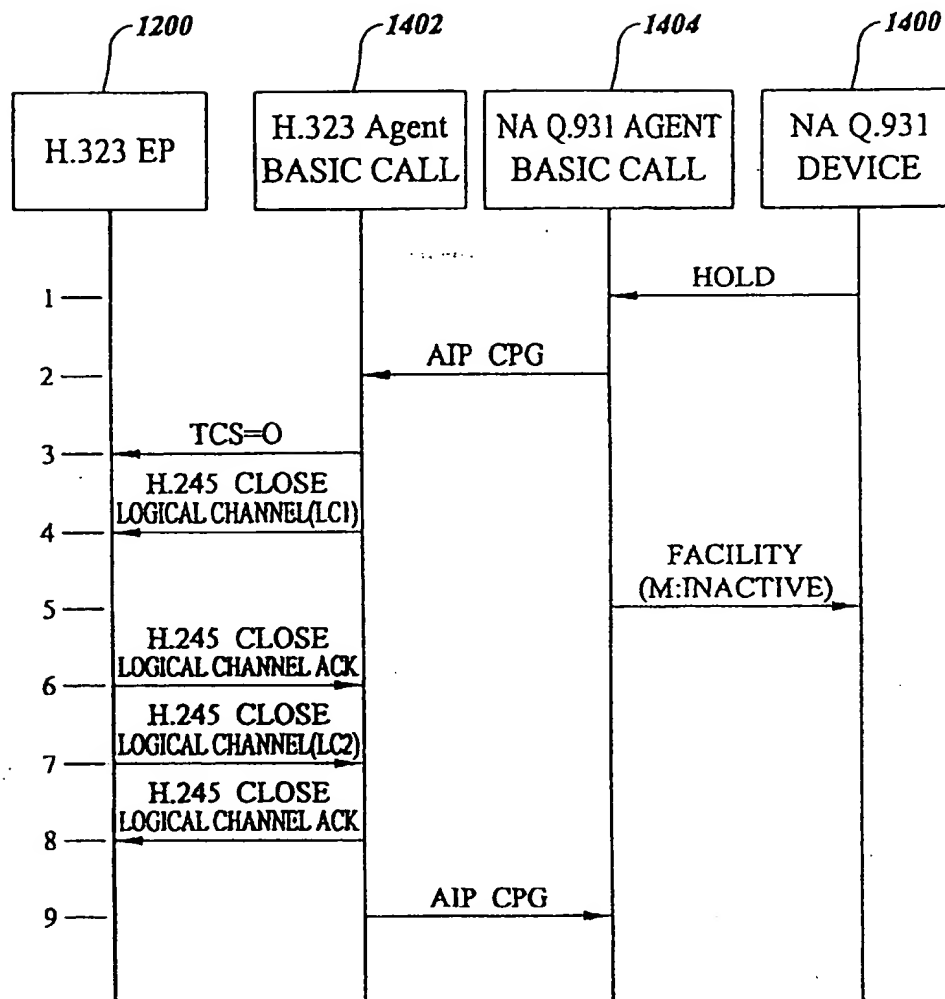 1200
1402
1404
1400
H.323 EP
H.323 Agent
BASIC CALL
NA Q.931 AGENT
BASIC CALL
NA Q.931
DEVICE
1
HOLD
2
AIP CPG
3
TCS=O
H.245 CLOSE
LOGICAL CHANNEL(LC1)
4
FACILITY
(M:INACTIVE)
5
H.245 CLOSE
LOGICAL CHANNEL ACK
6
H.245 CLOSE
LOGICAL CHANNEL(LC2)
7
H.245 CLOSE
LOGICAL CHANNEL ACK
8
9
AIP CPG